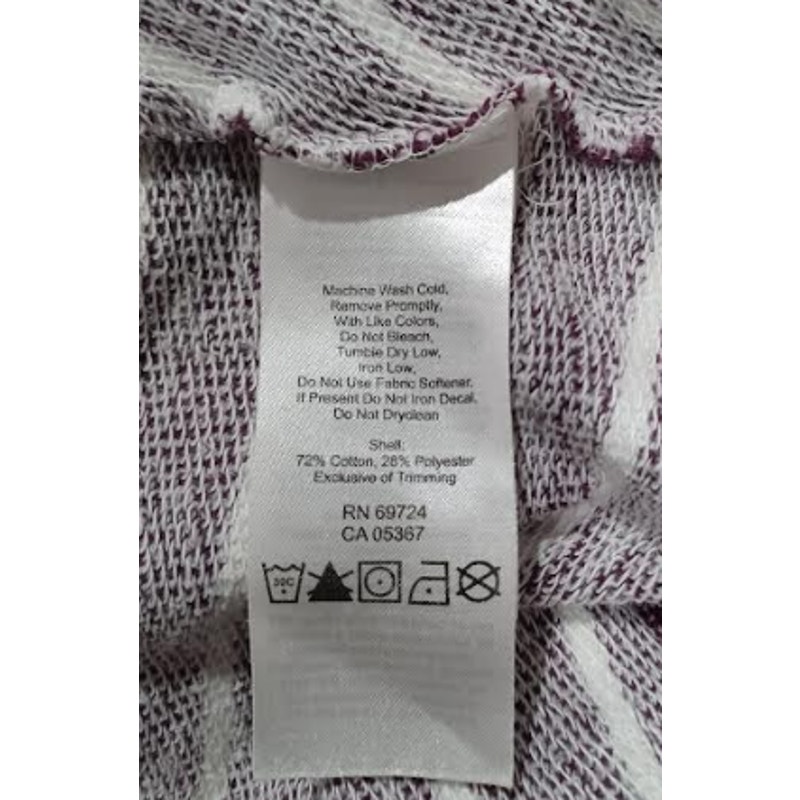 Machine Wash Cold,
Remove Promptly,
With Like Colors,
Do Not Bleach,
Tumble Dry Low,
Iron Low,
Do Not Use Fabric Softener.
If Present Do Not Iron Decal.
Do Not Dryclean
Shell:
72% Cotton, 28% Polyester
Exclusive of Trimming
RN 69724
CA 05367
30C